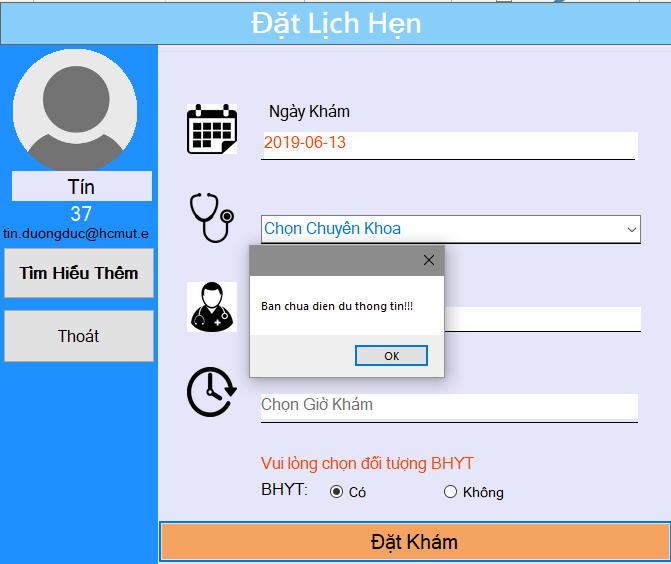 Đặt Lịch Hẹn
Tín
37
tin.duongduc@hcmut.e
Tìm Hiểu Thêm
Thoát
Ngày Khám
2019-06-13
Chọn Chuyên Khoa
Ban chua dien du thong tin!!!
OK
Chọn Giờ Khám
Vui lòng chọn đối tượng BHYT
BHYT: Có Không
Đặt Khám